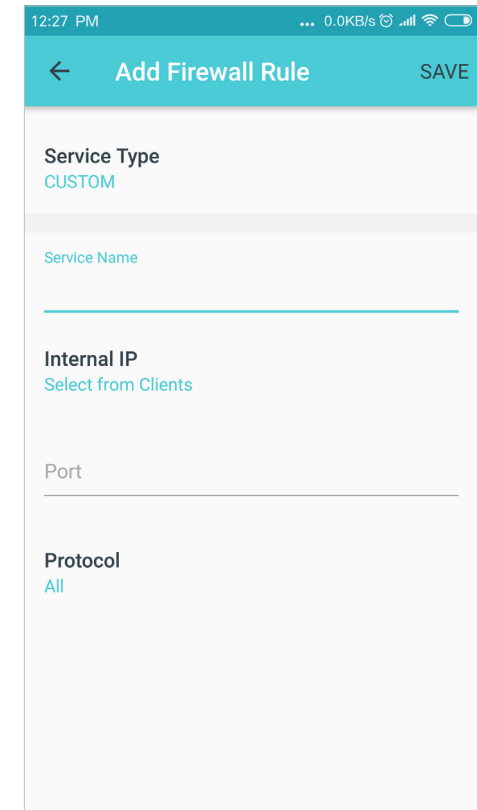 12:27 PM ... 0.0KB/s
Add Firewall Rule SAVE
Service Type
CUSTOM
Service Name
Internal IP
Select from Clients
Port
Protocol
All